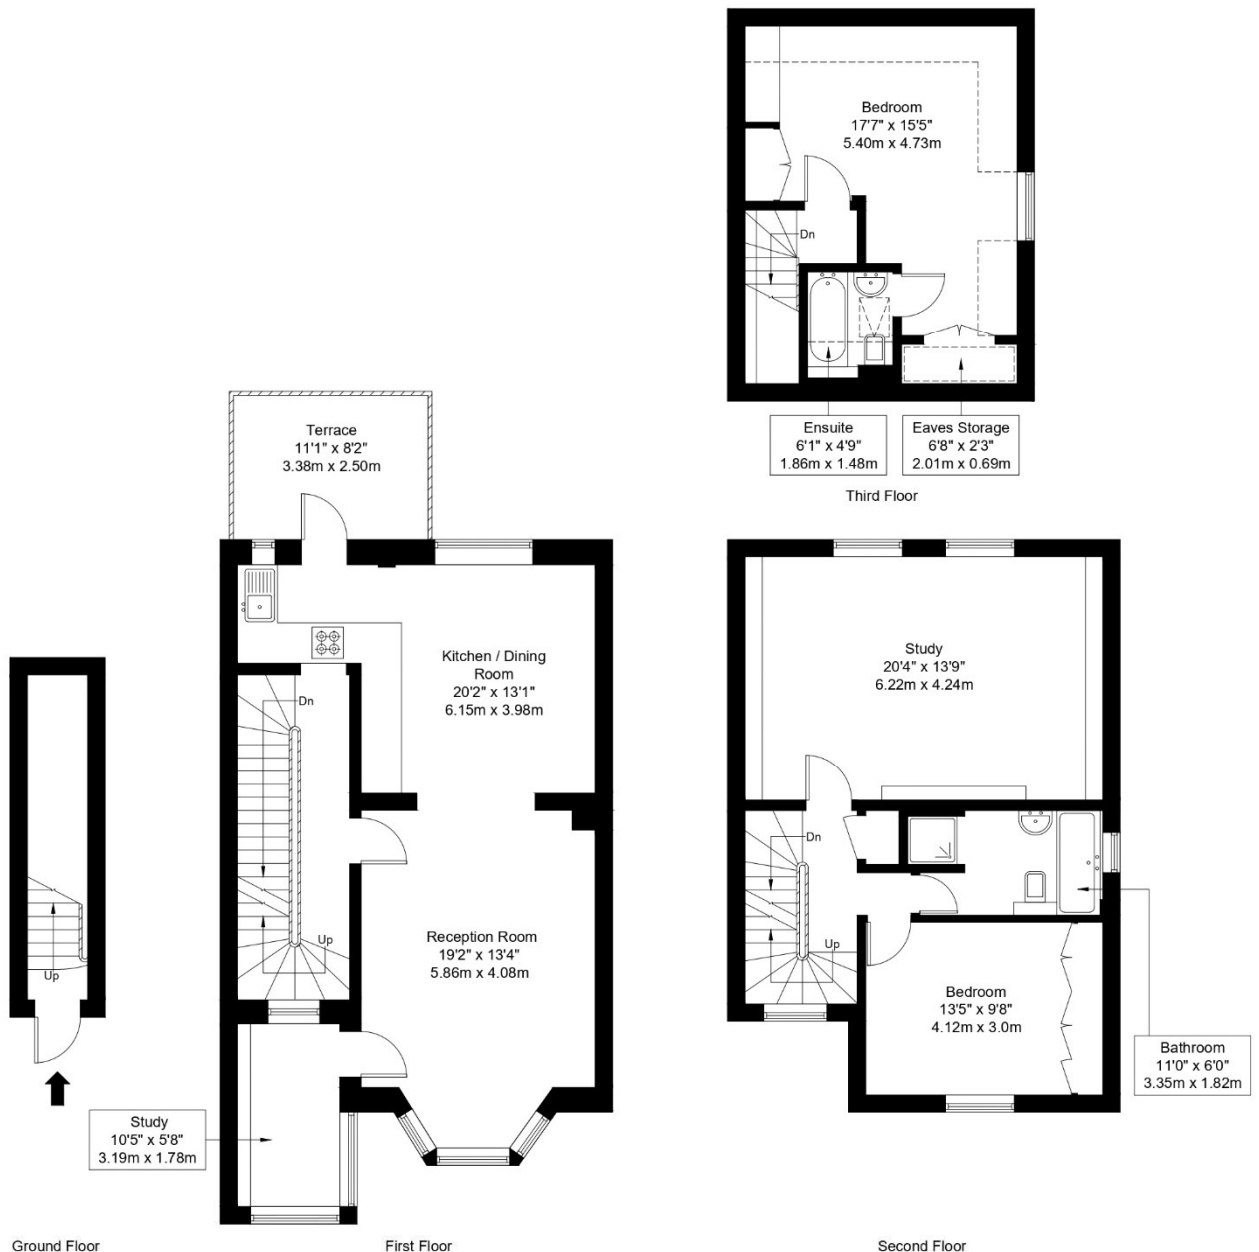 Bedroom
17'7" x 15'5"
5.40m x 4.73m
Dn
Ensuite
6'1" x 4'9"
1.86m x 1.48m
Eaves Storage
6'8" x 2'3"
2.01m x 0.69m
Third Floor
Terrace
11'1" x 8'2"
3.38m x 2.50m
Kitchen / Dining
Room
20'2" x 13'1"
6.15m x 3.98m
Dn
Up
Reception Room
19'2" x 13'4"
5.86m x 4.08m
Study
10'5" x 5'8"
3.19m x 1.78m
First Floor
Up
Ground Floor
Study
20'4" x 13'9"
6.22m x 4.24m
Dn
Up
Bedroom
13'5" x 9'8"
4.12m x 3.0m
Bathroom
11'0" x 6'0"
3.35m x 1.82m
Second Floor